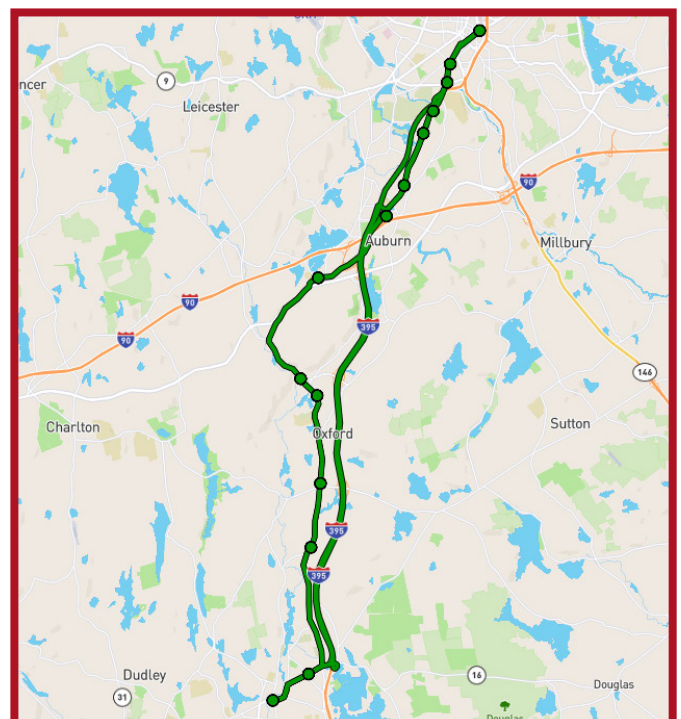 ncer
9
Leicester
90
Auburn
Millbury
90
395
90
146
Charlton
Oxford
Sutton
395
395
Dudley
16
31
Douglas
Douglas